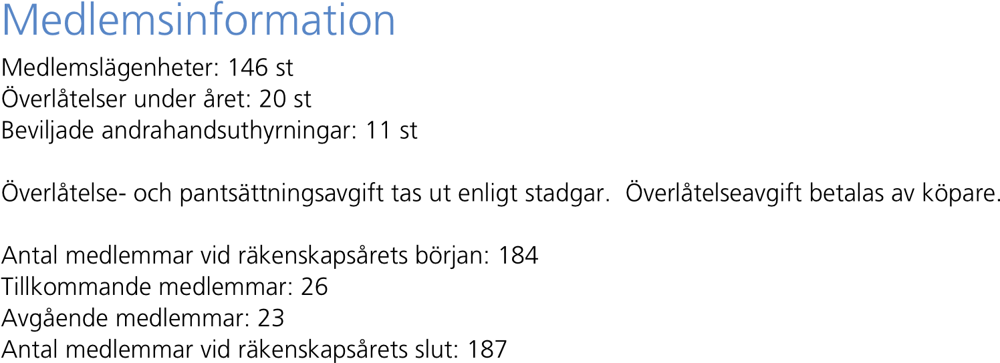 Medlemsinformation
Medlemslägenheter: 146 st
Överlåtelser under året: 20 st
Beviljade andrahandsuthyrningar: 11 st
Överlåtelse- och pantsättningsavgift tas ut enligt stadgar.  Överlåtelseavgift betalas av köpare.
Antal medlemmar vid räkenskapsårets början: 184
Tillkommande medlemmar: 26
Avgående medlemmar: 23
Antal medlemmar vid räkenskapsårets slut: 187